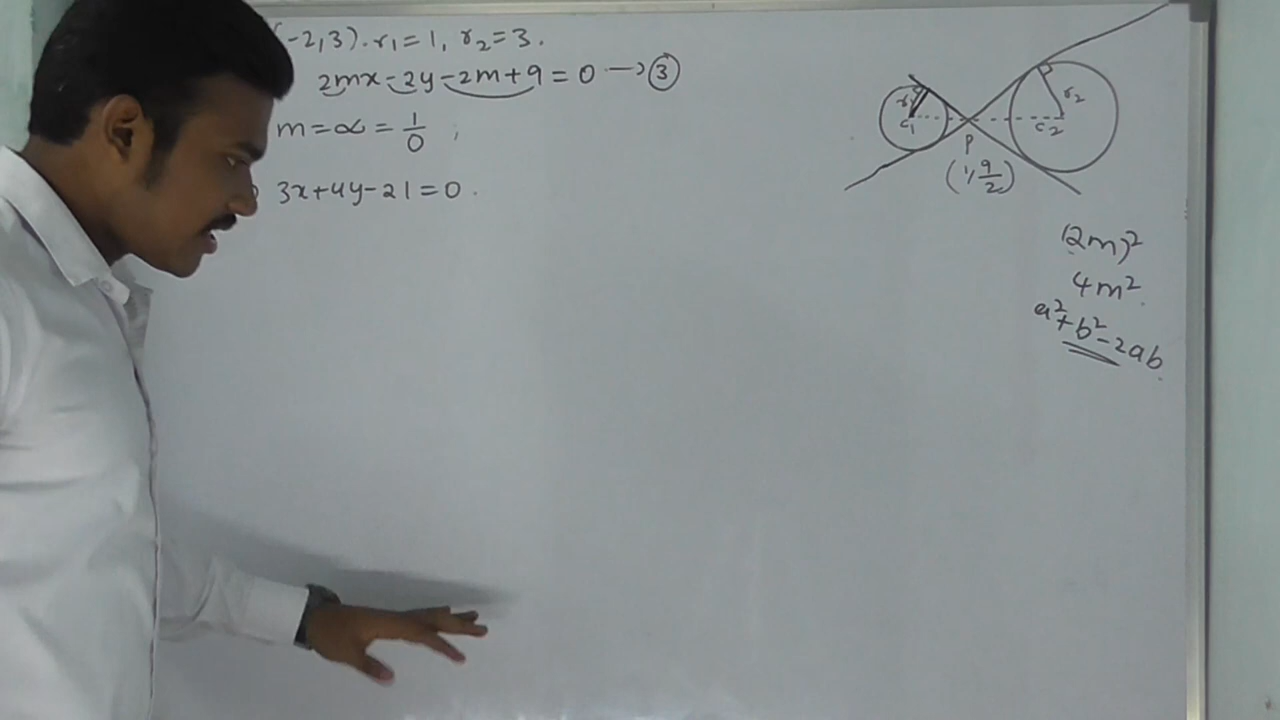 (-2,3). r₁=1, r₂=3.
2mx-2y-2m+9=0 → ③
m=∝=1/0 ;
3x+4y-21=0.
r₁
C₁
r₂
C₂
P
(1, 9/2)
(2m)²
4m²
a²+b²-2ab.